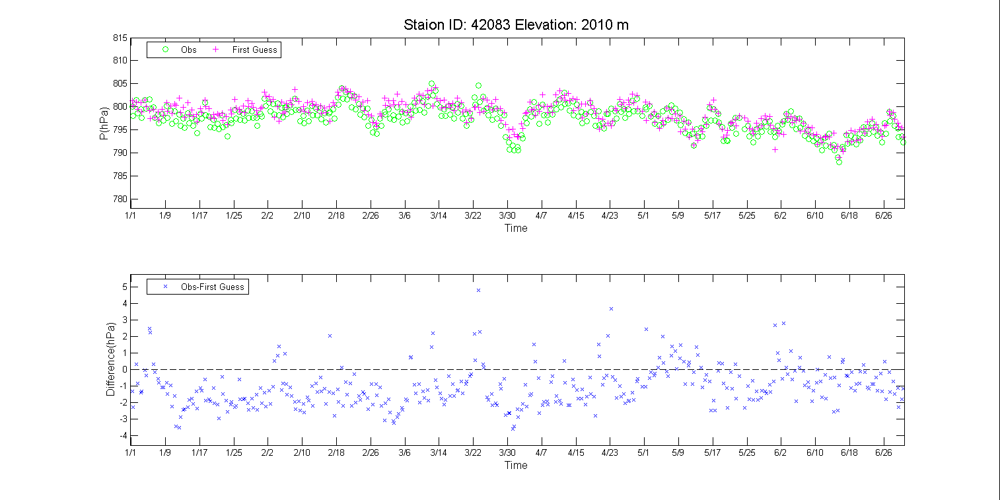 Staion ID: 42083 Elevation: 2010 m
815
810
805
800
795
790
785
780
P(hPa)
Obs First Guess
1/1 1/9 1/17 1/25 2/2 2/10 2/18 2/26 3/6 3/14 3/22 3/30 4/7 4/15 4/23 5/1 5/9 5/17 5/25 6/2 6/10 6/18 6/26
Time
5
4
3
2
1
0
-1
-2
-3
-4
Difference(hPa)
Obs-First Guess
1/1 1/9 1/17 1/25 2/2 2/10 2/18 2/26 3/6 3/14 3/22 3/30 4/7 4/15 4/23 5/1 5/9 5/17 5/25 6/2 6/10 6/18 6/26
Time